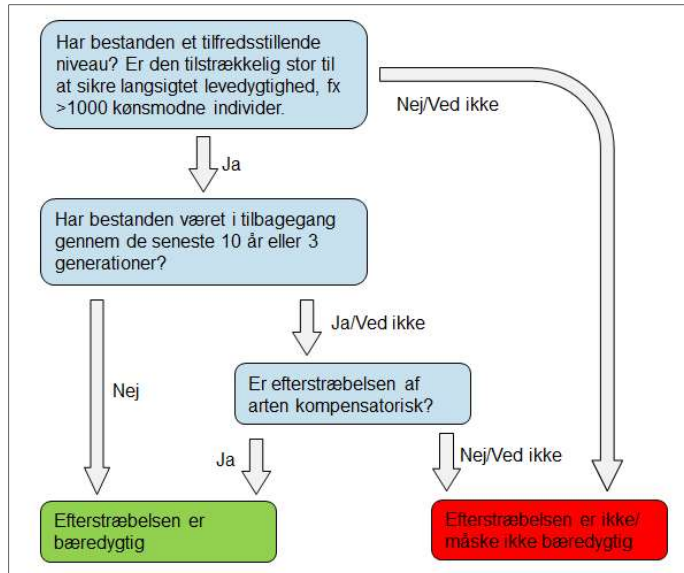 Har bestanden et tilfredsstillende
niveau? Er den tilstrækkelig stor til
at sikre langsigtet levedygtighed, fx
>1000 kønsmodne individer.
Nej/Ved ikke
Ja
Har bestanden været i tilbagegang
gennem de seneste 10 år eller 3
generationer?
Ja/Ved ikke
Nej
Er efterstræbelsen af
arten kompensatorisk?
Ja
Nej/Ved ikke
Efterstræbelsen er
bæredygtig
Efterstræbelsen er ikke/
måske ikke bæredygtig